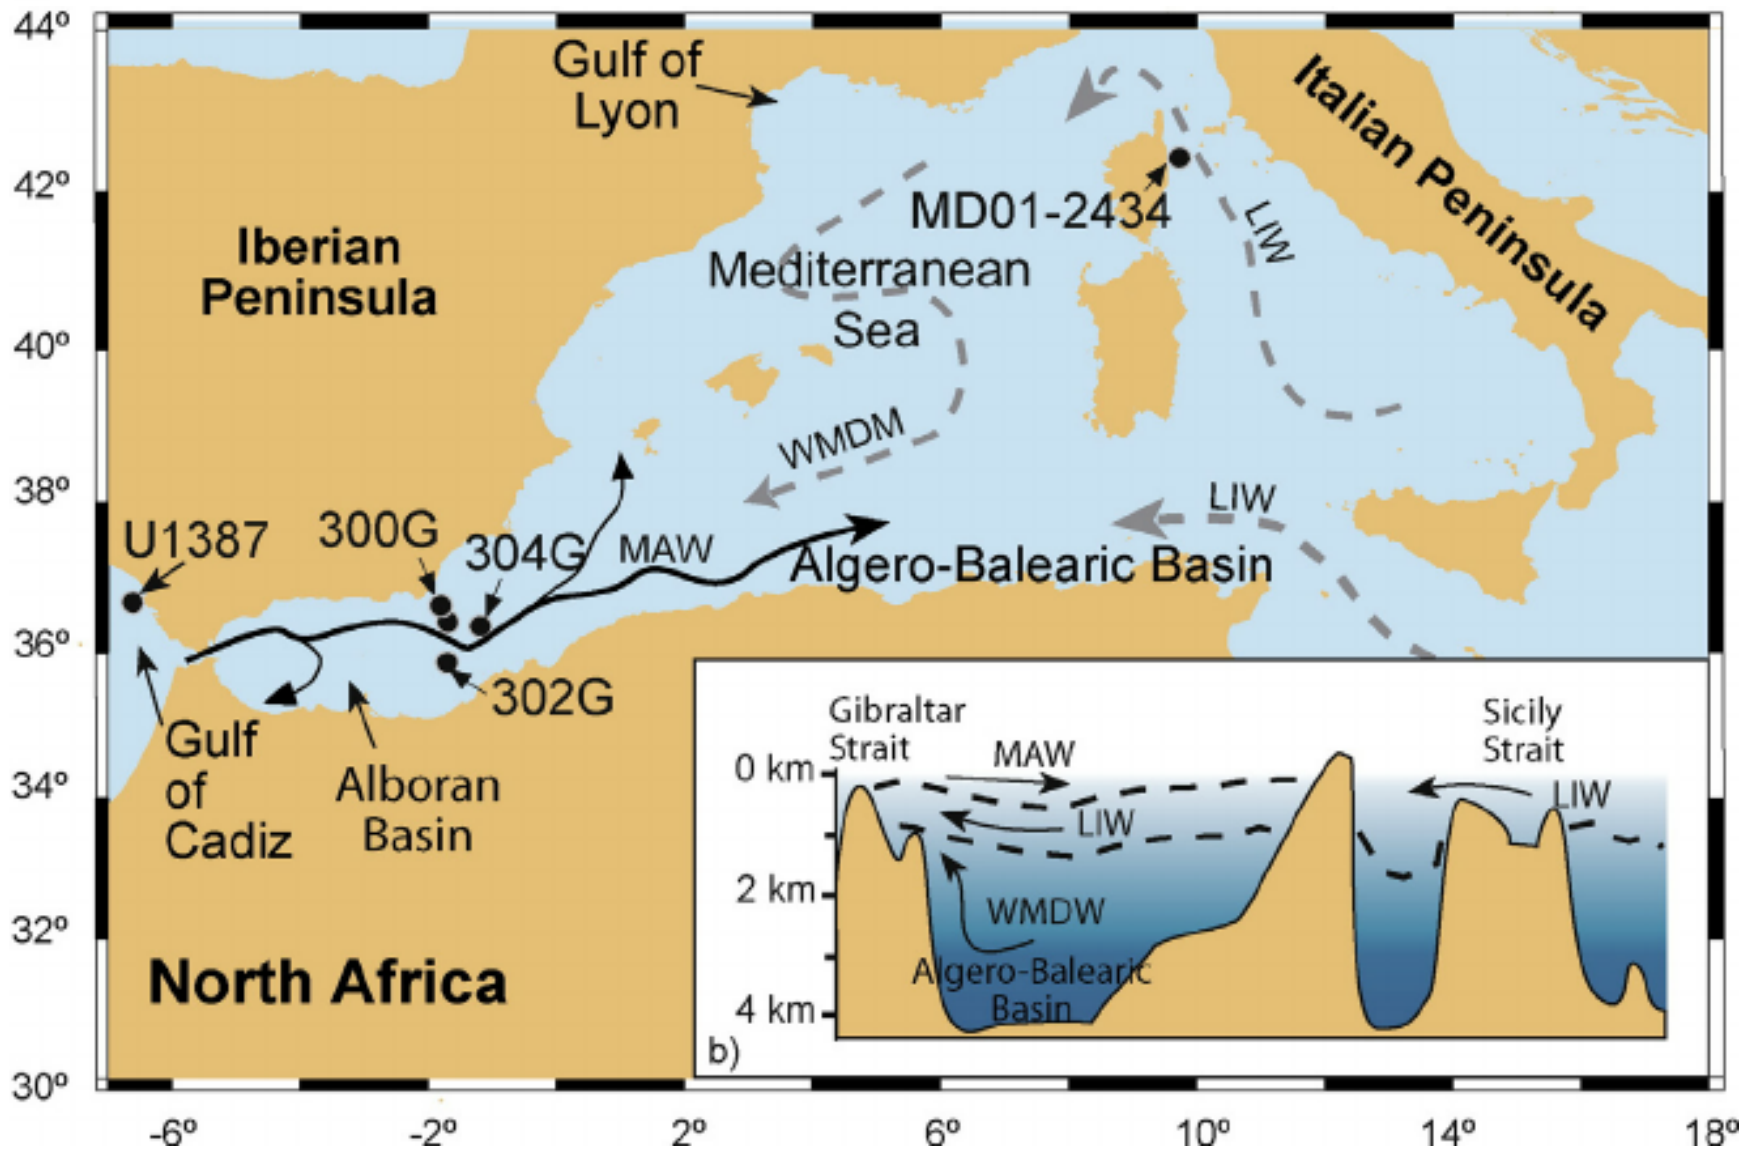 44º
42º
40º
38º
36º
34º
32º
30º
-6º
-2º
2º
6º
10º
14º
18º
Gulf of
Lyon
Italian Peninsula
MD01-2434
LIW
Iberian
Peninsula
Mediterranean
Sea
WMDM
LIW
U1387
300G
304G
MAW
Algero-Balearic Basin
302G
Gulf
of
Cadiz
Alboran
Basin
North Africa
Gibraltar
Strait
Sicily
Strait
MAW
0 km
LIW
LIW
2 km
WMDW
Algero-Balearic
Basin
4 km
b)